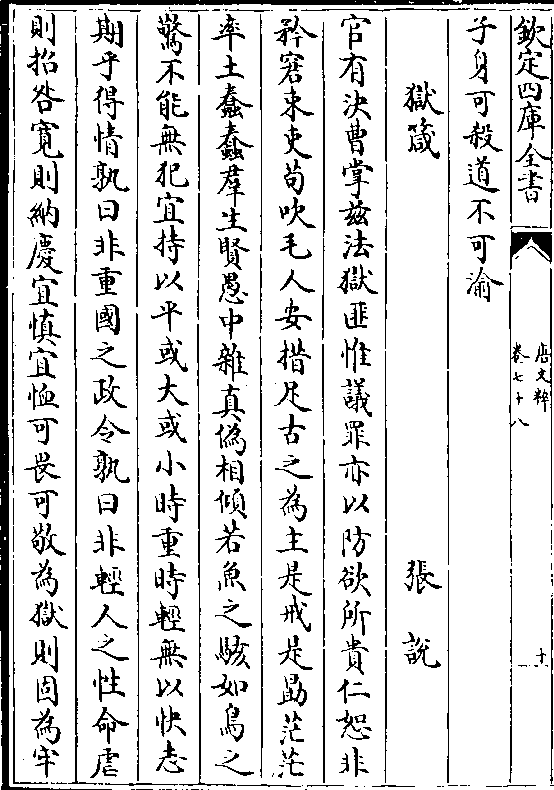 欽定四庫全書
唐文粹
卷七十八
十一
子身可殺道不可渝
獄箴
張說
官有決曹掌兹法獄匪惟議罪亦以防欲所貴仁恕非
矜窘束吏茍吹毛人安措足古之為主是戒是勗茫茫
率土蠢蠢羣生賢愚中雜真偽相傾若魚之駭如鳥之
驚不能無犯宜持以平或大或小時重時輕無以快志
期乎得情孰曰非重國之政令孰曰非輕人之性命虐
則招咎寛則納慶宜慎宜恤可畏可敬為獄則固為牢